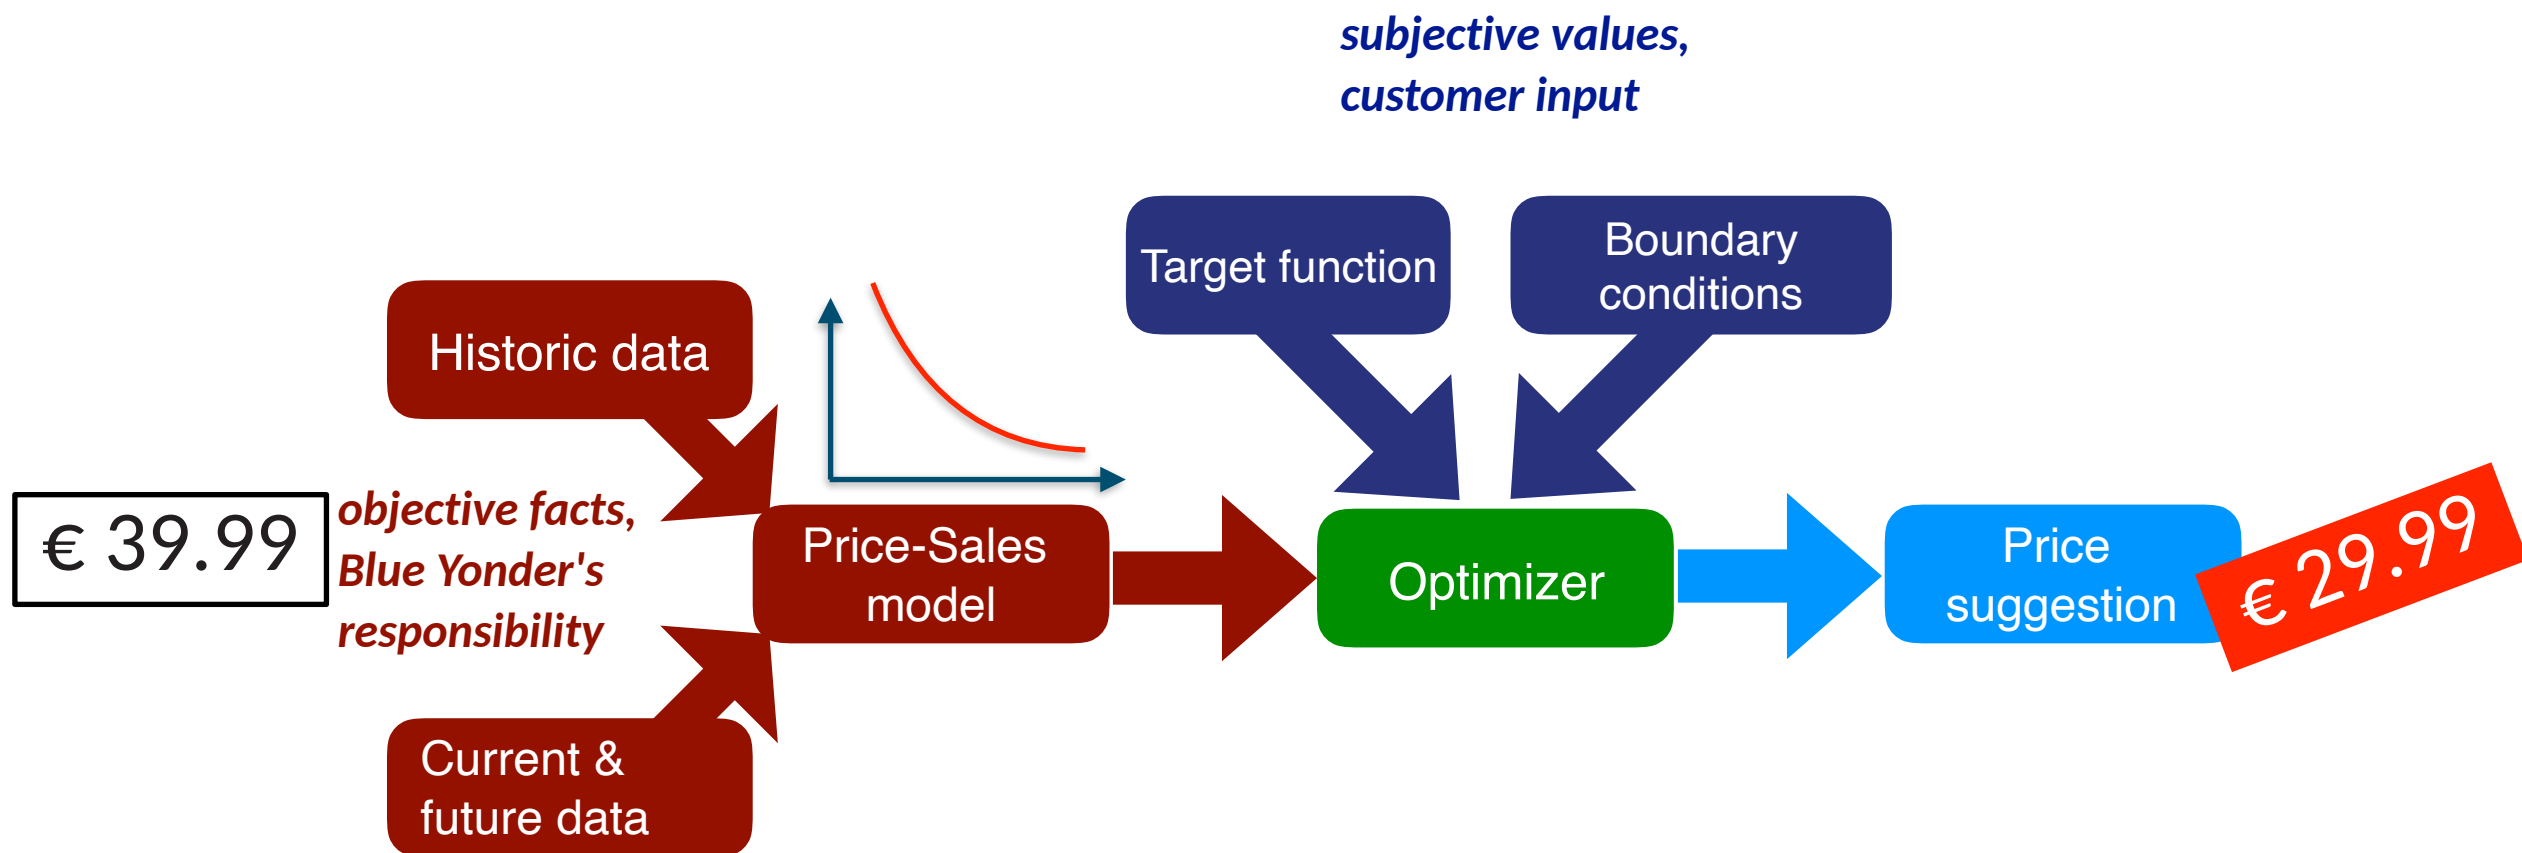 subjective values,
customer input
Target function
Boundary
conditions
Historic data
€ 39.99
objective facts,
Blue Yonder's
responsibility
Price-Sales
model
Optimizer
Price
suggestion
€ 29.99
Current &
future data